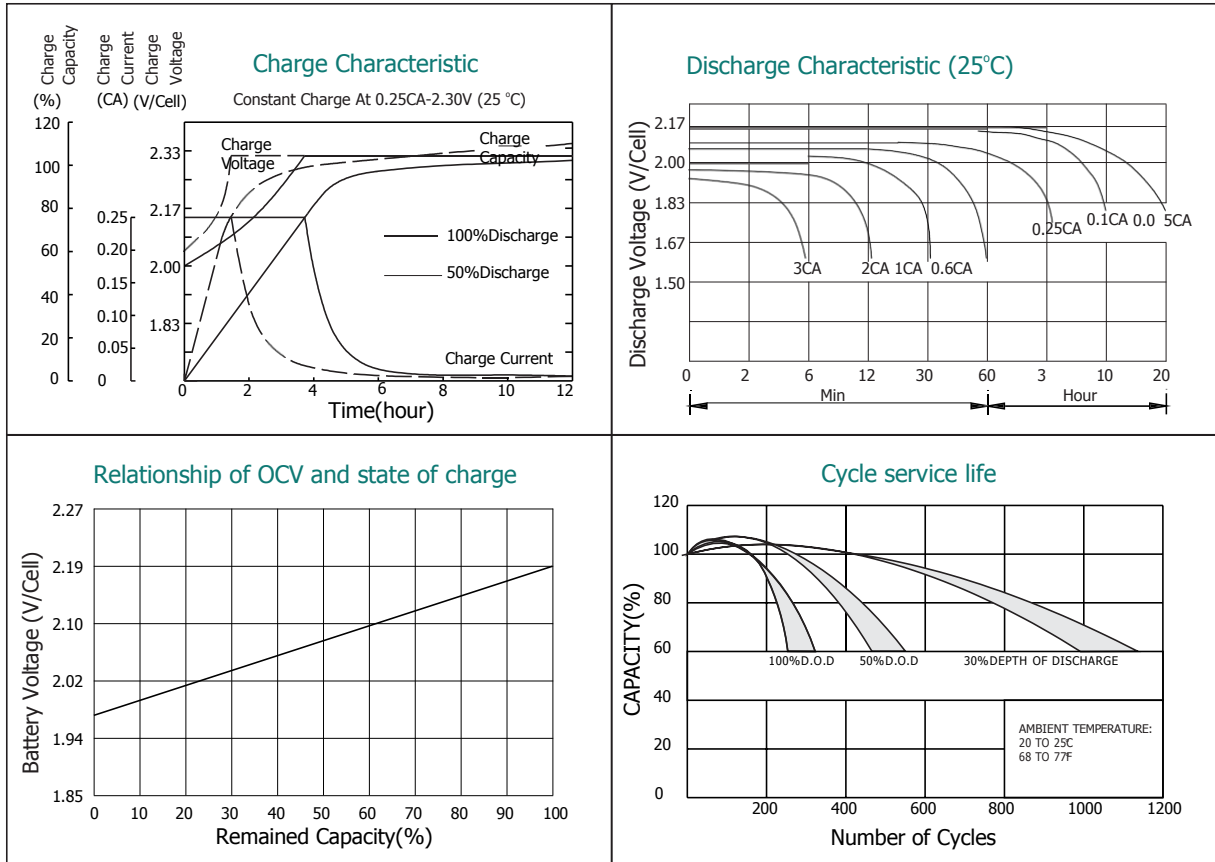 Charge
Capacity
Charge
Current
Charge
Voltage
(%)
(CA)
(V/Cell)
Charge Characteristic
Constant Charge At 0.25CA-2.30V (25 °C)
120
100
80
60
40
20
0
0.25
0.20
0.15
0.10
0.05
0
2.33
2.17
2.00
1.83
Charge
Voltage
Charge
Capacity
100%Discharge
50%Discharge
Charge Current
0 2 4 6 8 10 12
Time(hour)
Discharge Characteristic (25°C)
Discharge Voltage (V/Cell)
2.17
2.00
1.83
1.67
1.50
3CA 2CA 1CA 0.6CA 0.25CA 0.1CA 0.0 5CA
0 2 6 12 30 60 3 10 20
Min Hour
Relationship of OCV and state of charge
Battery Voltage (V/Cell)
2.27
2.19
2.10
2.02
1.94
1.85
0 10 20 30 40 50 60 70 80 90 100
Remained Capacity(%)
Cycle service life
CAPACITY(%)
120
100
80
60
40
20
0
100%D.O.D 50%D.O.D 30%DEPTH OF DISCHARGE
AMBIENT TEMPERATURE:
20 TO 25C
68 TO 77F
200 400 600 800 1000 1200
Number of Cycles